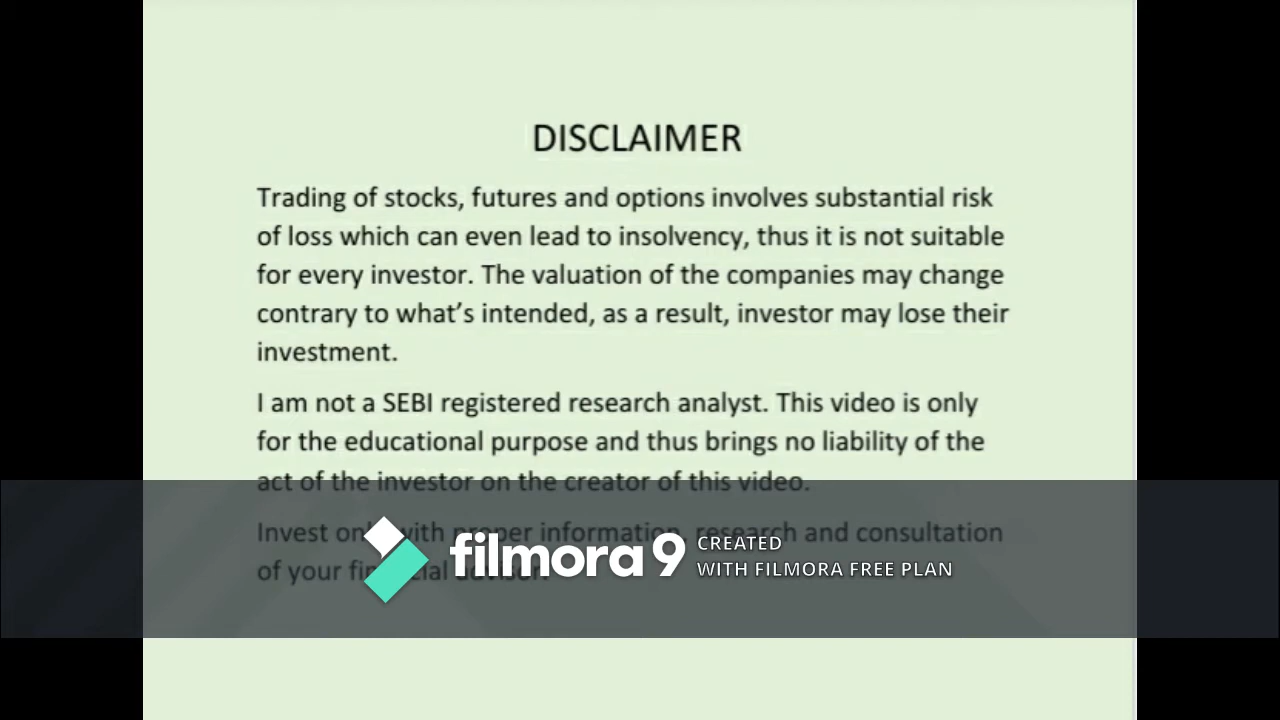 DISCLAIMER
Trading of stocks, futures and options involves substantial risk
of loss which can even lead to insolvency, thus it is not suitable
for every investor. The valuation of the companies may change
contrary to what's intended, as a result, investor may lose their
investment.
I am not a SEBI registered research analyst. This video is only
for the educational purpose and thus brings no liability of the
act of the investor on the creator of this video.
Invest only with proper information, research and consultation
of your financial advisor.
filmora9 CREATED
WITH FILMORA FREE PLAN